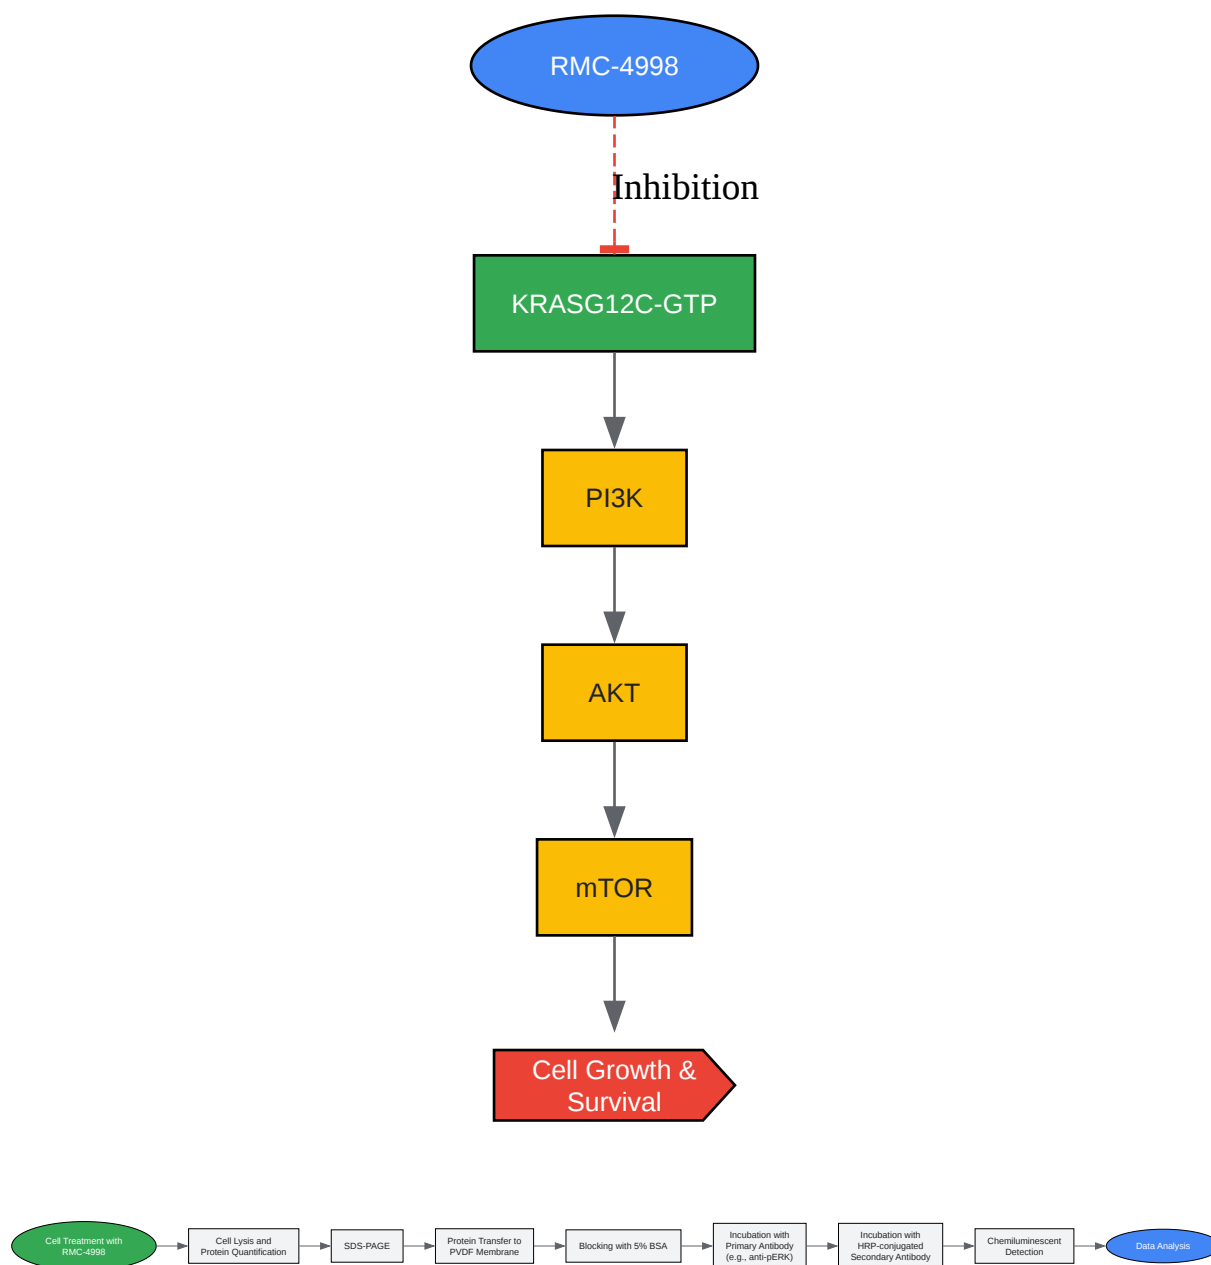 RMC-4998
Inhibition
KRASG12C-GTP
PI3K
AKT
mTOR
Cell Growth &
Survival
Cell Treatment with
RMC-4998
Cell Lysis and
Protein Quantification
SDS-PAGE
Protein Transfer to
PVDF Membrane
Blocking with 5% BSA
Incubation with
Primary Antibody
(e.g., anti-pERK)
Incubation with
HRP-conjugated
Secondary Antibody
Chemiluminescent
Detection
Data Analysis